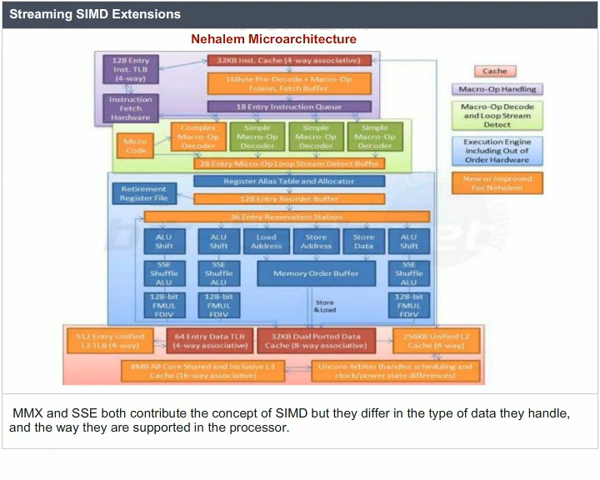 Streaming SIMD Extensions
Nehalem Microarchitecture
128 Entry
Inst. TLB
(4-way)
32KB Inst. Cache (4-way associative)
16Byte Pre-Decode + Macro-Op
Fusion, Fetch Buffer
Instruction
Fetch
Hardware
18 Entry Instruction Queue
Micro
-Code
Complex
Macro-Op
Decoder
Simple
Macro-Op
Decoder
Simple
Macro-Op
Decoder
Simple
Macro-Op
Decoder
28 Entry Micro-Op Loop Stream Detect Buffer
Register Alias Table and Allocator
Retirement
Register File
128 Entry Reorder Buffer
36 Entry Reservation Station
ALU
Shift
ALU
Shift
Load
Address
Store
Address
Store
Data
ALU
Shift
SSE
Shuffle
ALU
SSE
Shuffle
ALU
Memory Order Buffer
SSE
Shuffle
ALU
128-bit
FMUL
FDIV
128-bit
FMUL
FDIV
Store
& Load
128-bit
FMUL
FDIV
512 Entry Unified
L2 TLB (4-way)
64 Entry Data TLB
(4-way associative)
32KB Dual Ported Data
Cache (8-way associative)
256KB Unified L2
Cache (8-way)
8MB All Core Shared and Inclusive L3
Cache (16-way associative)
Uncore Arbiter (handles scheduling and
clock/power state differences)
Cache
Macro-Op Handling
Macro-Op Decode
and Loop Stream
Detect
Execution Engine
including Out of
Order Hardware
New or Improved
For Nehalem
MMX and SSE both contribute the concept of SIMD but they differ in the type of data they handle,
and the way they are supported in the processor.